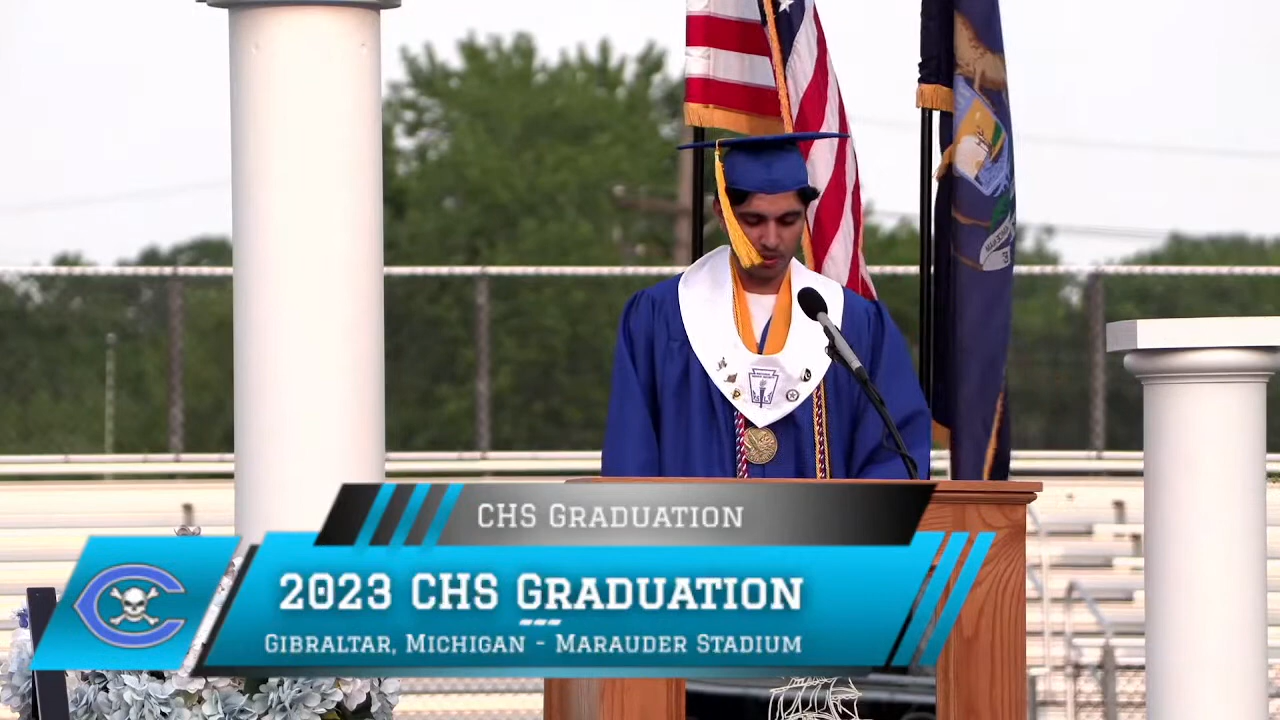 CHS Graduation
2023 CHS Graduation
Gibraltar, Michigan - Marauder Stadium